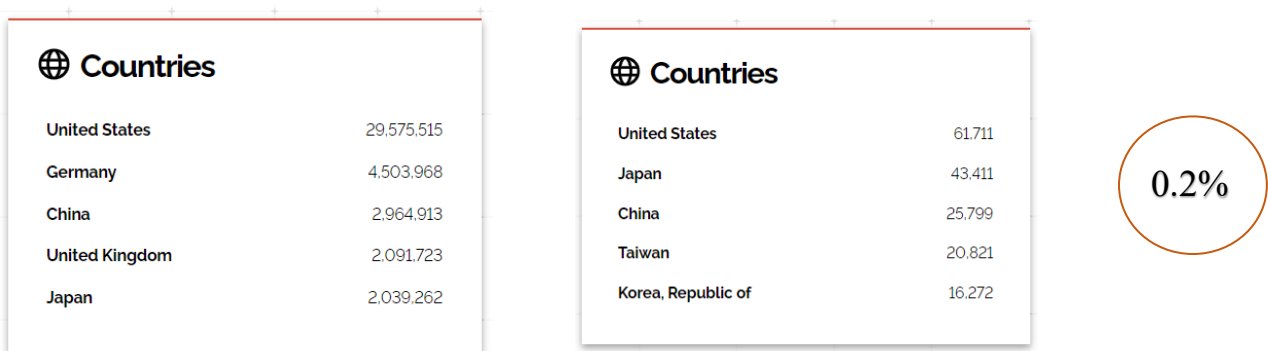 Countries
United States 29,575,515
Germany 4,503,968
China 2,964,913
United Kingdom 2,091,723
Japan 2,039,262
Countries
United States 61,711
Japan 43,411
China 25,799
Taiwan 20,821
Korea, Republic of 16,272
0.2%